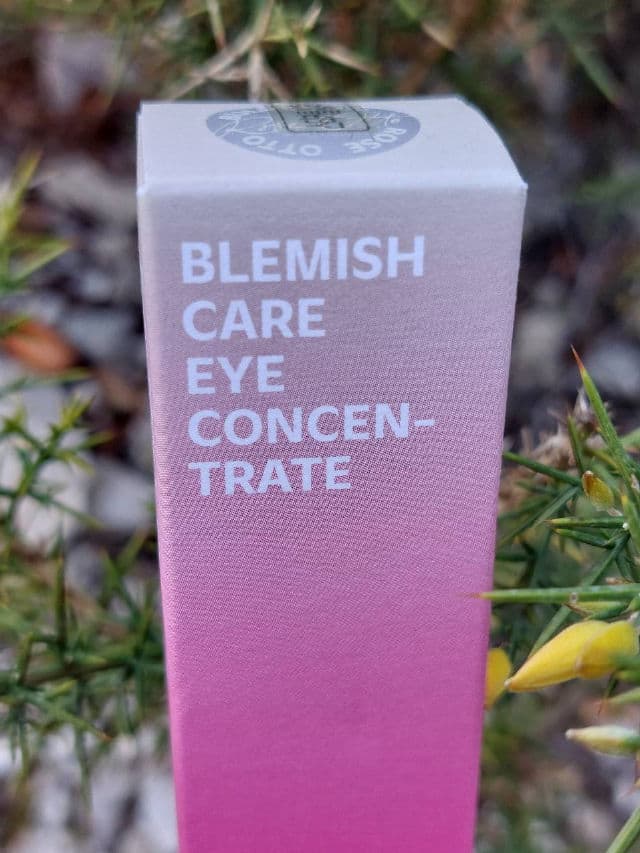 ROSE OTTO
BLEMISH
CARE
EYE
CONCEN-
TRATE